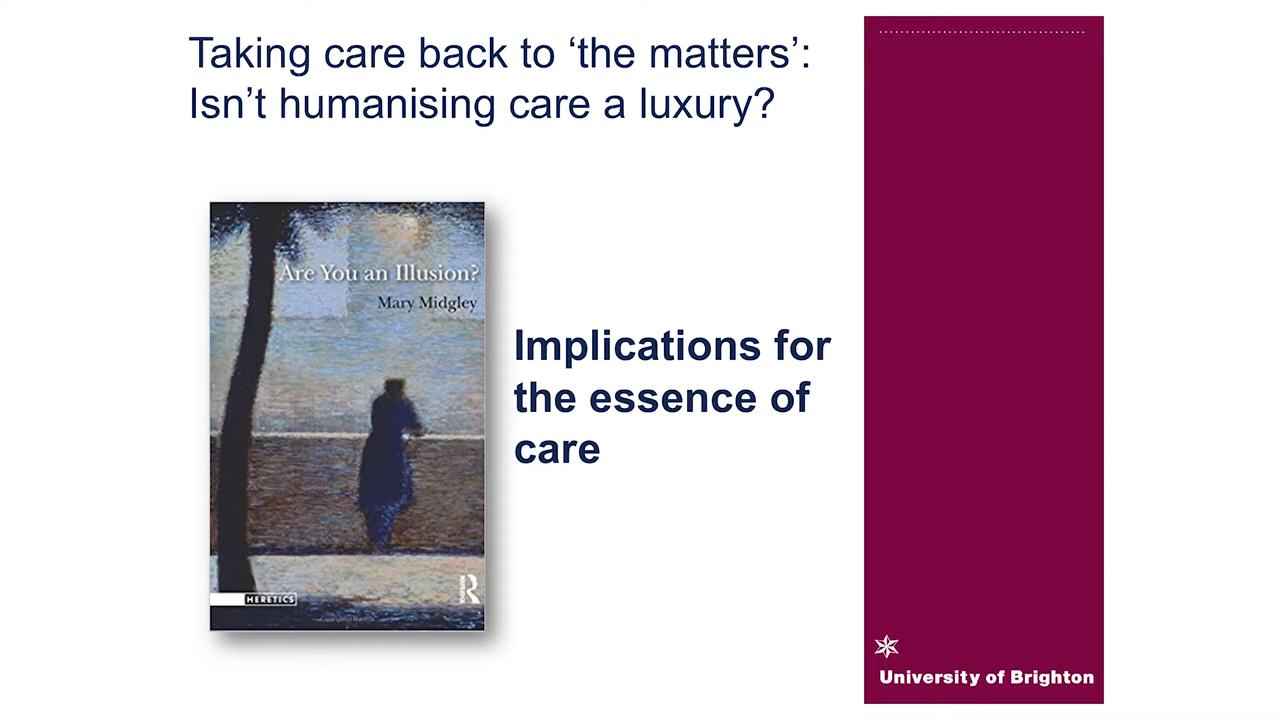 Taking care back to ‘the matters’:
Isn’t humanising care a luxury?
Are You an Illusion?
Mary Midgley
Implications for
the essence of
care
HERETICS
University of Brighton